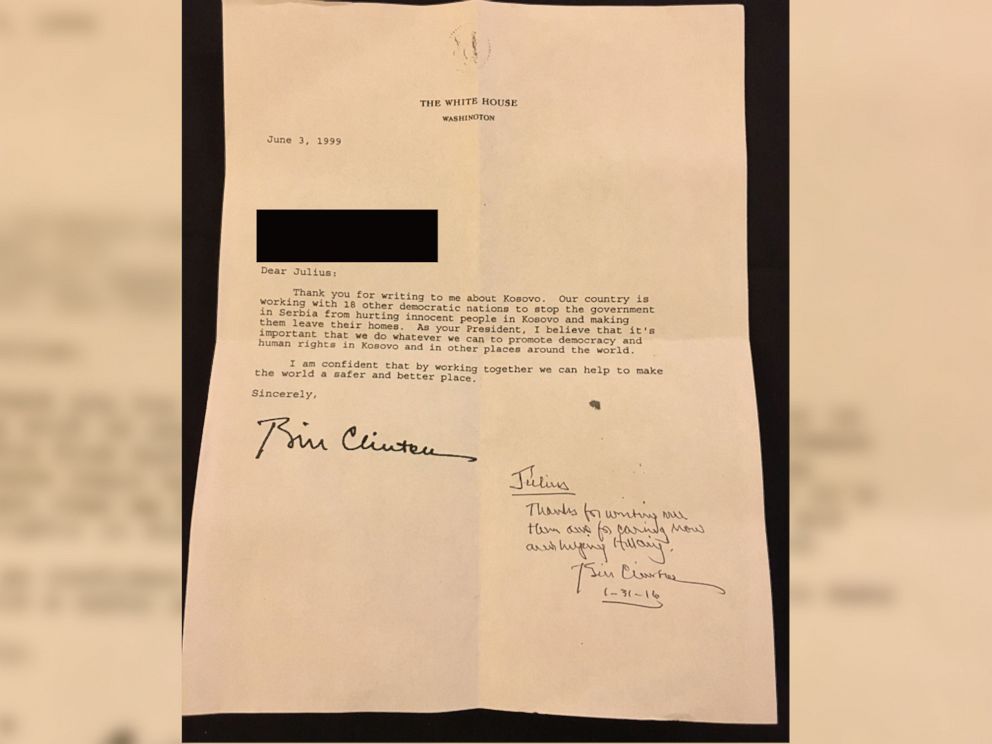 THE WHITE HOUSE
WASHINGTON
June 3, 1999
Dear Julius:
Thank you for writing to me about Kosovo. Our country is
working with 18 other democratic nations to stop the government
in Serbia from hurting innocent people in Kosovo and making
them leave their homes. As your President, I believe that it's
important that we do whatever we can to promote democracy and
human rights in Kosovo and in other places around the world.
I am confident that by working together we can help to make
the world a safer and better place.
Sincerely,
Bill Clinton
Julius
Thanks for writing me
then and for caring now
and helping Hillary.
Bill Clinton
1-31-16